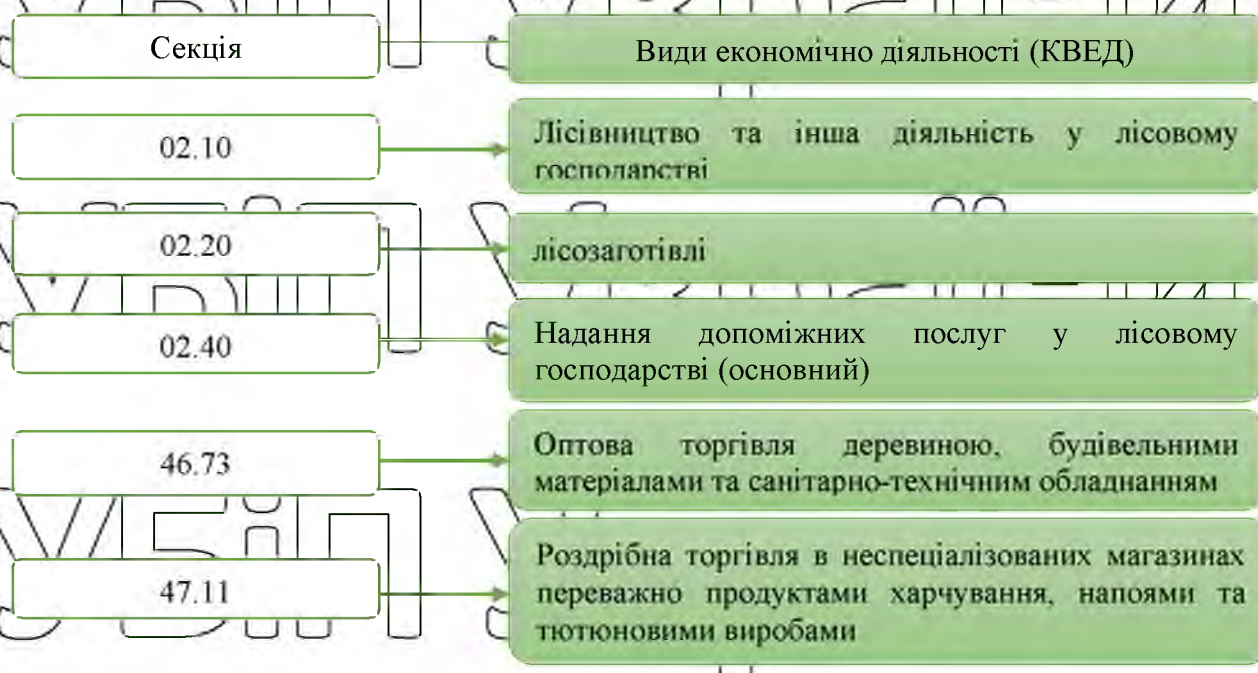 Секція
Види економічно діяльності (КВЕД)
02.10
Лісівництво та інша діяльність у лісовому
господарстві
02.20
лісозаготівлі
02.40
Надання допоміжних послуг у лісовому
господарстві (основний)
46.73
Оптова торгівля деревиною, будівельними
матеріалами та санітарно-технічним обладнанням
47.11
Роздрібна торгівля в неспеціалізованих магазинах
переважно продуктами харчування, напоями та
тютюновими виробами